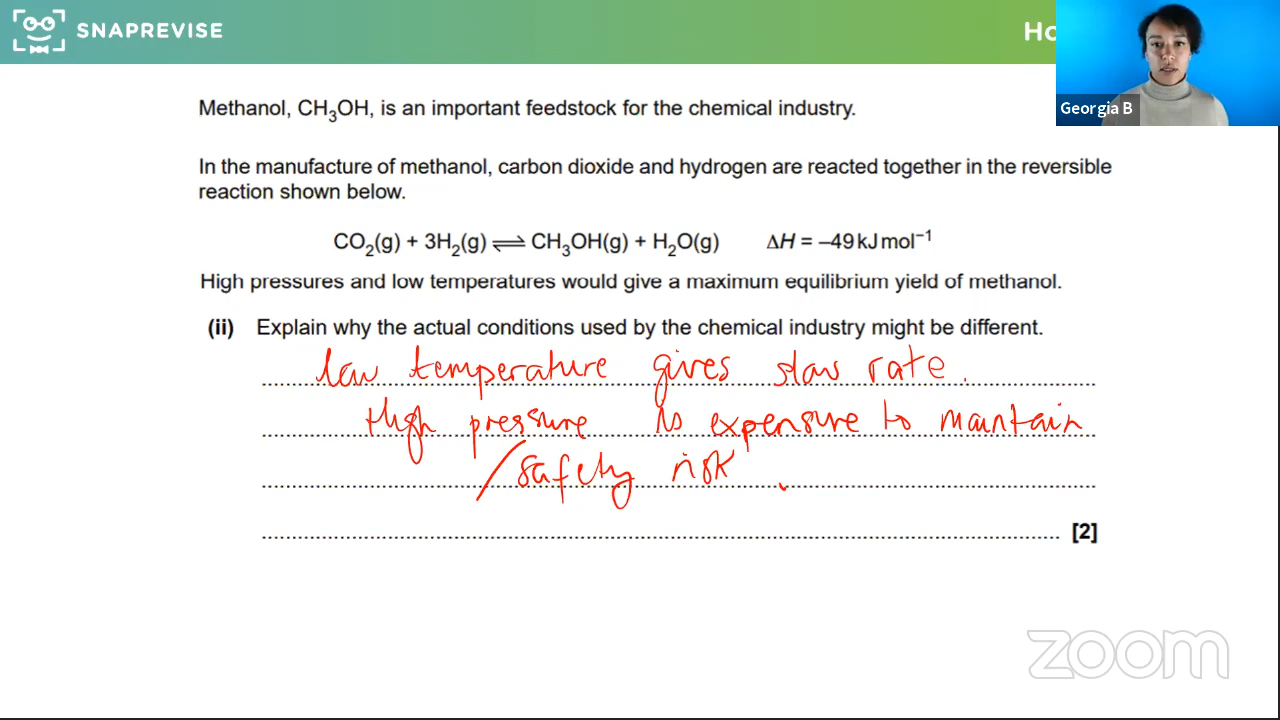 SNAPREVISE
Ho
Georgia B
Methanol, CH₃OH, is an important feedstock for the chemical industry.
In the manufacture of methanol, carbon dioxide and hydrogen are reacted together in the reversible
reaction shown below.
CO₂(g) + 3H₂(g) ⇌ CH₃OH(g) + H₂O(g) ΔH = –49 kJ mol⁻¹
High pressures and low temperatures would give a maximum equilibrium yield of methanol.
(ii) Explain why the actual conditions used by the chemical industry might be different.
low temperature gives slow rate.
High pressure is expensive to maintain
/safety risk.
[2]
zoom